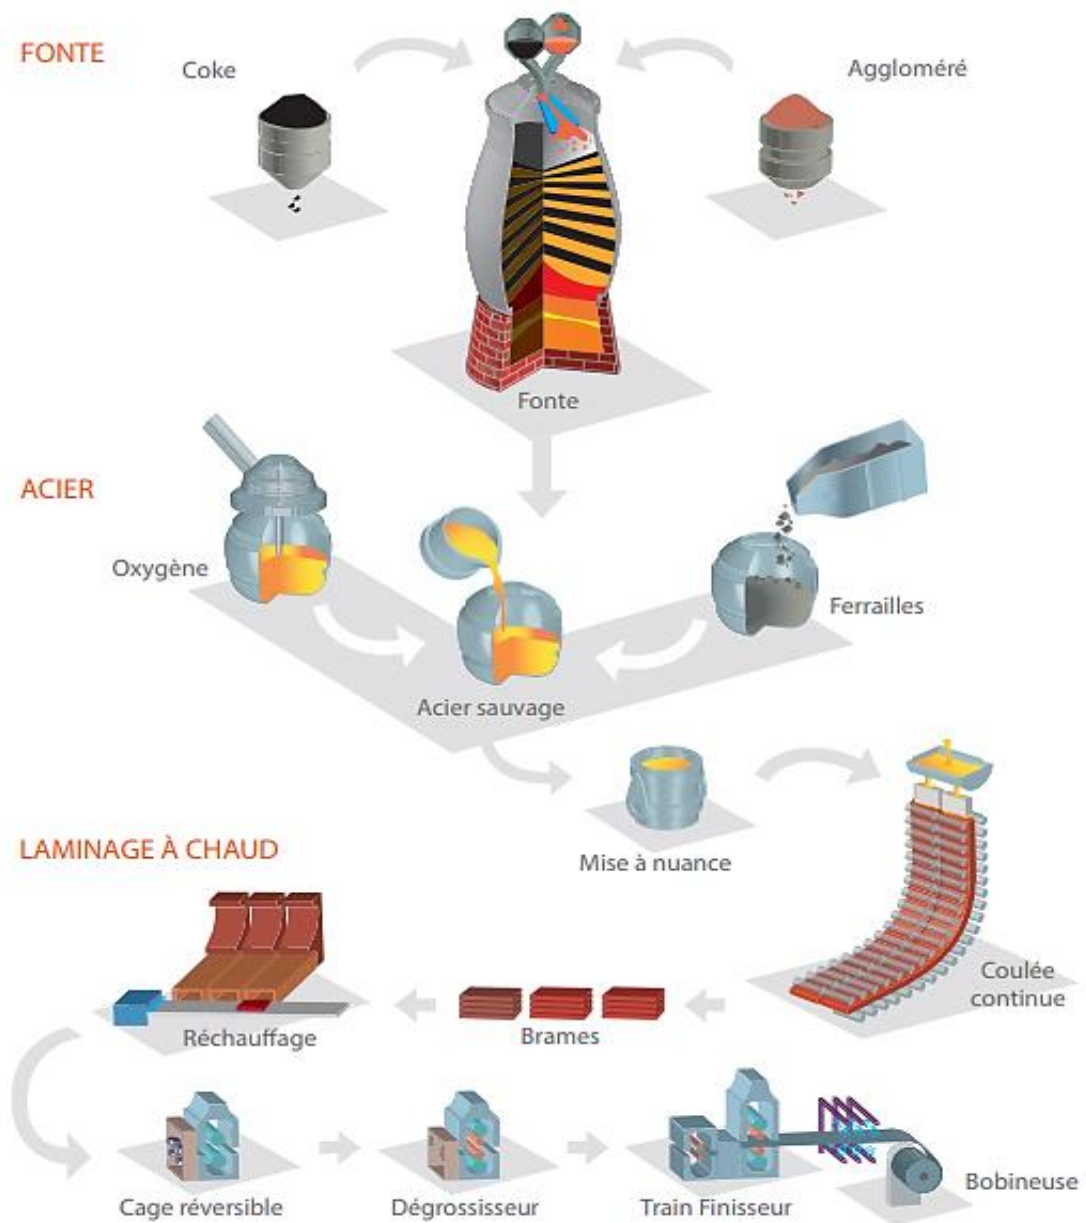 FONTE
Coke
Aggloméré
Fonte
ACIER
Oxygène
Ferrailles
Acier sauvage
Mise à nuance
LAMINAGE À CHAUD
Coulée
continue
Réchauffage
Brames
Cage réversible
Dégrossisseur
Train Finisseur
Bobineuse